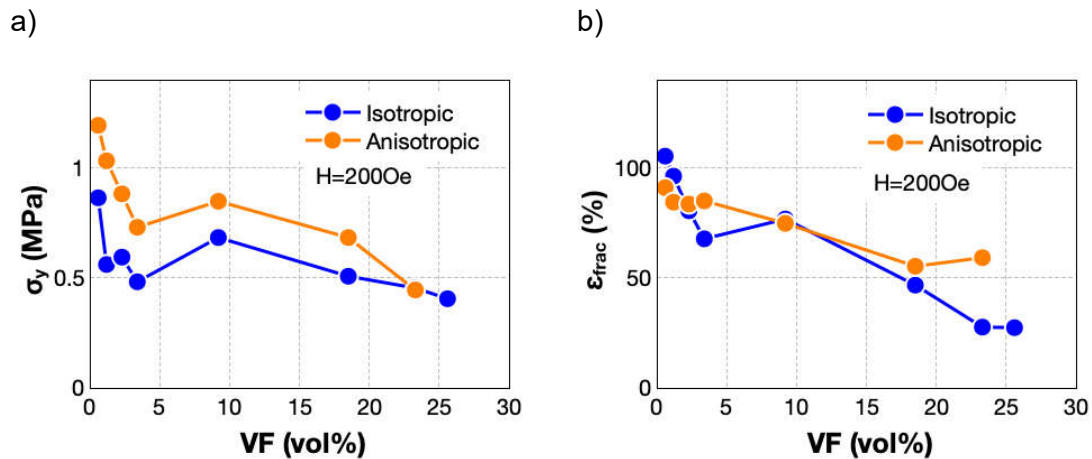 a)
b)
Isotropic
Anisotropic
H=200Oe
1
0.5
0
σy (MPa)
0 5 10 15 20 25 30
VF (vol%)
Isotropic
Anisotropic
H=200Oe
100
50
0
εfrac (%)
0 5 10 15 20 25 30
VF (vol%)